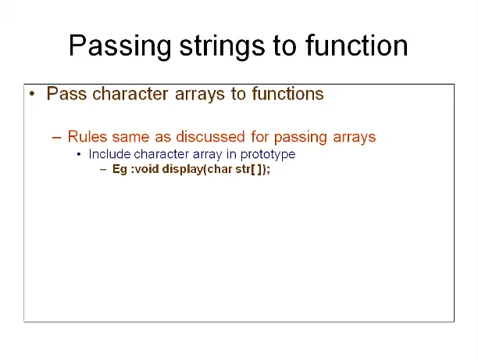 Passing strings to function
• Pass character arrays to functions
– Rules same as discussed for passing arrays
• Include character array in prototype
– Eg :void display(char str[ ]);